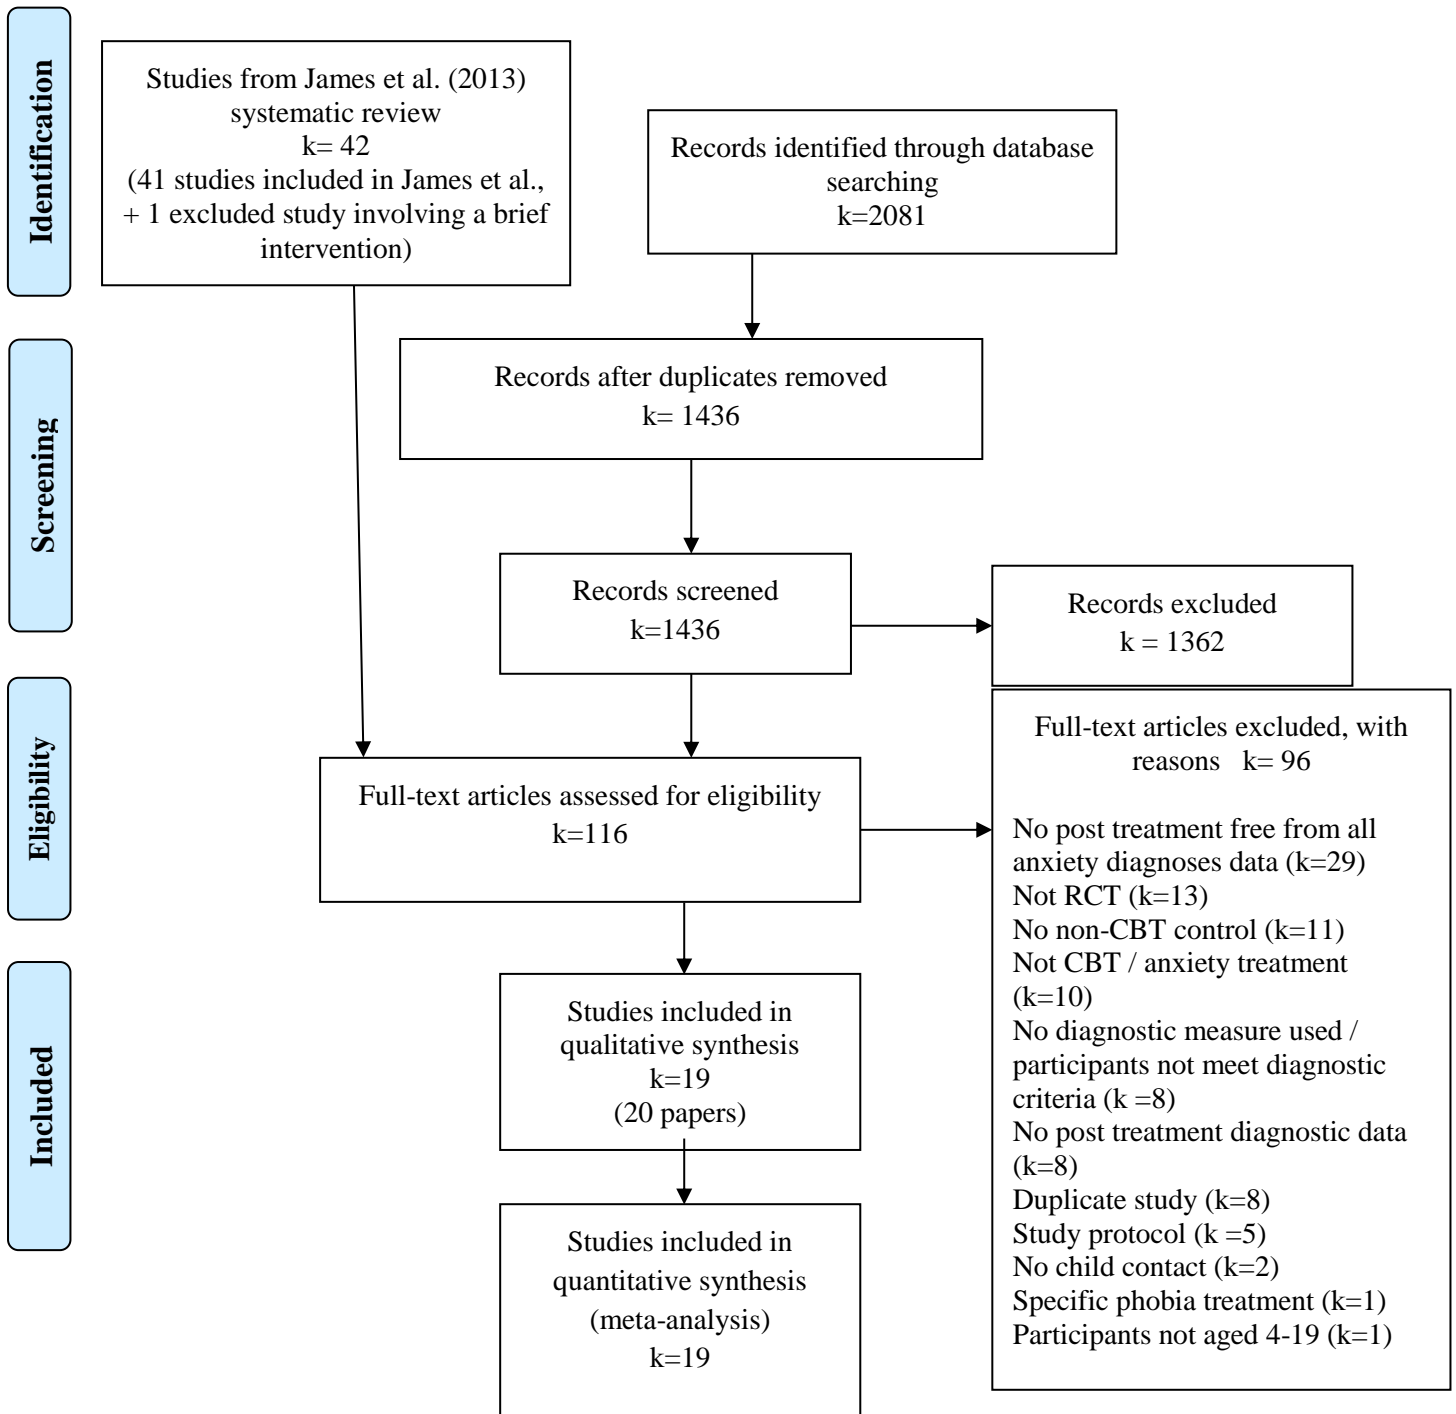 Identification
Studies from James et al. (2013)
systematic review
k= 42
(41 studies included in James et al.,
+ 1 excluded study involving a brief
intervention)
Records identified through database
searching
k=2081
Screening
Records after duplicates removed
k= 1436
Records screened
k=1436
Records excluded
k = 1362
Eligibility
Full-text articles assessed for eligibility
k=116
Full-text articles excluded, with
reasons k= 96
No post treatment free from all
anxiety diagnoses data (k=29)
Not RCT (k=13)
No non-CBT control (k=11)
Not CBT / anxiety treatment
(k=10)
No diagnostic measure used /
participants not meet diagnostic
criteria (k =8)
No post treatment diagnostic data
(k=8)
Duplicate study (k=8)
Study protocol (k =5)
No child contact (k=2)
Specific phobia treatment (k=1)
Participants not aged 4-19 (k=1)
Included
Studies included in
qualitative synthesis
k=19
(20 papers)
Studies included in
quantitative synthesis
(meta-analysis)
k=19